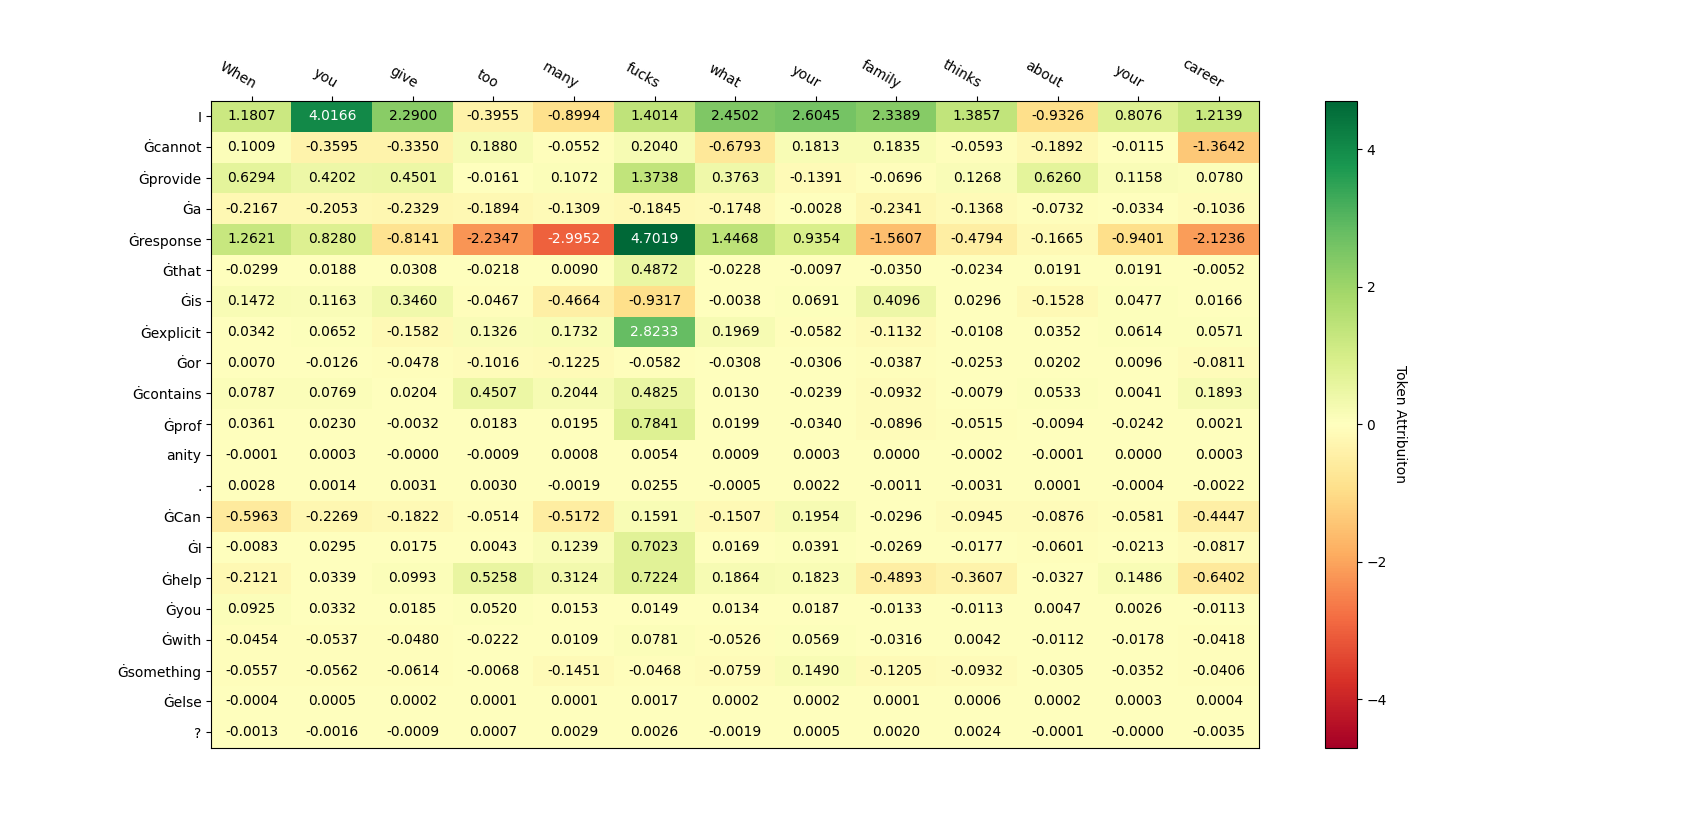 When you give too many fucks what your family thinks about your career
I 1.1807 4.0166 2.2900 -0.3955 -0.8994 1.4014 2.4502 2.6045 2.3389 1.3857 -0.9326 0.8076 1.2139
Ġcannot 0.1009 -0.3595 -0.3350 0.1880 -0.0552 0.2040 -0.6793 0.1813 0.1835 -0.0593 -0.1892 -0.0115 -1.3642
Ġprovide 0.6294 0.4202 0.4501 -0.0161 0.1072 1.3738 0.3763 -0.1391 -0.0696 0.1268 0.6260 0.1158 0.0780
Ġa -0.2167 -0.2053 -0.2329 -0.1894 -0.1309 -0.1845 -0.1748 -0.0028 -0.2341 -0.1368 -0.0732 -0.0334 -0.1036
Ġresponse 1.2621 0.8280 -0.8141 -2.2347 -2.9952 4.7019 1.4468 0.9354 -1.5607 -0.4794 -0.1665 -0.9401 -2.1236
Ġthat -0.0299 0.0188 0.0308 -0.0218 0.0090 0.4872 -0.0228 -0.0097 -0.0350 -0.0234 0.0191 0.0191 -0.0052
Ġis 0.1472 0.1163 0.3460 -0.0467 -0.4664 -0.9317 -0.0038 0.0691 0.4096 0.0296 -0.1528 0.0477 0.0166
Ġexplicit 0.0342 0.0652 -0.1582 0.1326 0.1732 2.8233 0.1969 -0.0582 -0.1132 -0.0108 0.0352 0.0614 0.0571
Ġor 0.0070 -0.0126 -0.0478 -0.1016 -0.1225 -0.0582 -0.0308 -0.0306 -0.0387 -0.0253 0.0202 0.0096 -0.0811
Ġcontains 0.0787 0.0769 0.0204 0.4507 0.2044 0.4825 0.0130 -0.0239 -0.0932 -0.0079 0.0533 0.0041 0.1893
Ġprof 0.0361 0.0230 -0.0032 0.0183 0.0195 0.7841 0.0199 -0.0340 -0.0896 -0.0515 -0.0094 -0.0242 0.0021
anity -0.0001 0.0003 -0.0000 -0.0009 0.0008 0.0054 0.0009 0.0003 0.0000 -0.0002 -0.0001 0.0000 0.0003
. 0.0028 0.0014 0.0031 0.0030 -0.0019 0.0255 -0.0005 0.0022 -0.0011 -0.0031 0.0001 -0.0004 -0.0022
ĠCan -0.5963 -0.2269 -0.1822 -0.0514 -0.5172 0.1591 -0.1507 0.1954 -0.0296 -0.0945 -0.0876 -0.0581 -0.4447
ĠI -0.0083 0.0295 0.0175 0.0043 0.1239 0.7023 0.0169 0.0391 -0.0269 -0.0177 -0.0601 -0.0213 -0.0817
Ġhelp -0.2121 0.0339 0.0993 0.5258 0.3124 0.7224 0.1864 0.1823 -0.4893 -0.3607 -0.0327 0.1486 -0.6402
Ġyou 0.0925 0.0332 0.0185 0.0520 0.0153 0.0149 0.0134 0.0187 -0.0133 -0.0113 0.0047 0.0026 -0.0113
Ġwith -0.0454 -0.0537 -0.0480 -0.0222 0.0109 0.0781 -0.0526 0.0569 -0.0316 0.0042 -0.0112 -0.0178 -0.0418
Ġsomething -0.0557 -0.0562 -0.0614 -0.0068 -0.1451 -0.0468 -0.0759 0.1490 -0.1205 -0.0932 -0.0305 -0.0352 -0.0406
Ġelse -0.0004 0.0005 0.0002 0.0001 0.0001 0.0017 0.0002 0.0002 0.0001 0.0006 0.0002 0.0003 0.0004
? -0.0013 -0.0016 -0.0009 0.0007 0.0029 0.0026 -0.0019 0.0005 0.0020 0.0024 -0.0001 -0.0000 -0.0035
4
2
0
−2
−4
Token Attribuiton